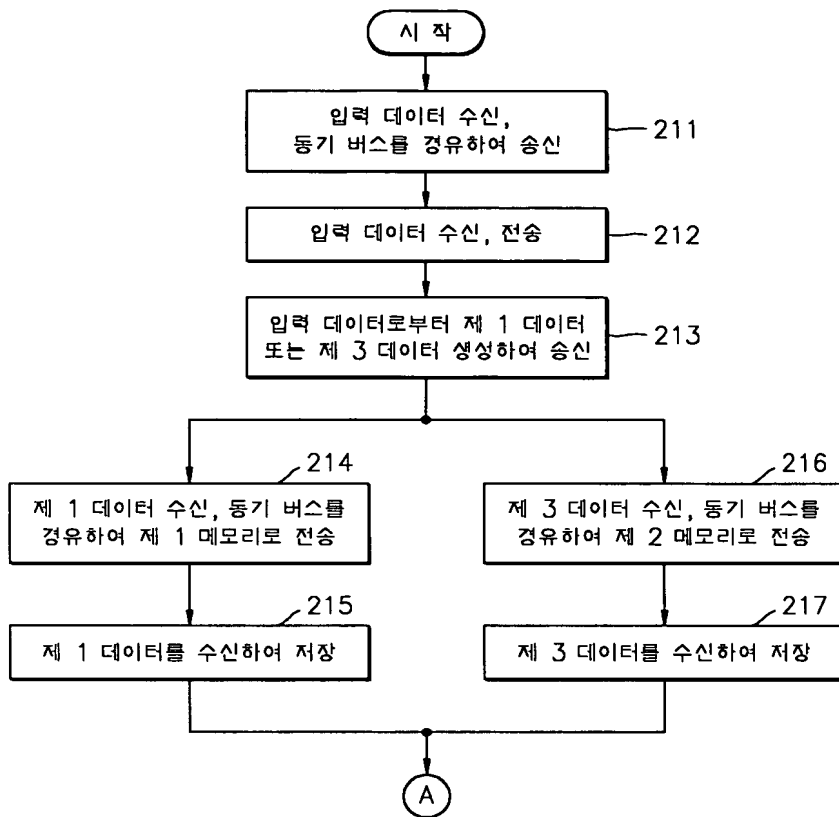 시 작
입력 데이터 수신,
동기 버스를 경유하여 송신
211
입력 데이터 수신, 전송
212
입력 데이터로부터 제 1 데이터
또는 제 3 데이터 생성하여 송신
213
214
제 1 데이터 수신, 동기 버스를
경유하여 제 1 메모리로 전송
215
제 1 데이터를 수신하여 저장
216
제 3 데이터 수신, 동기 버스를
경유하여 제 2 메모리로 전송
217
제 3 데이터를 수신하여 저장
A